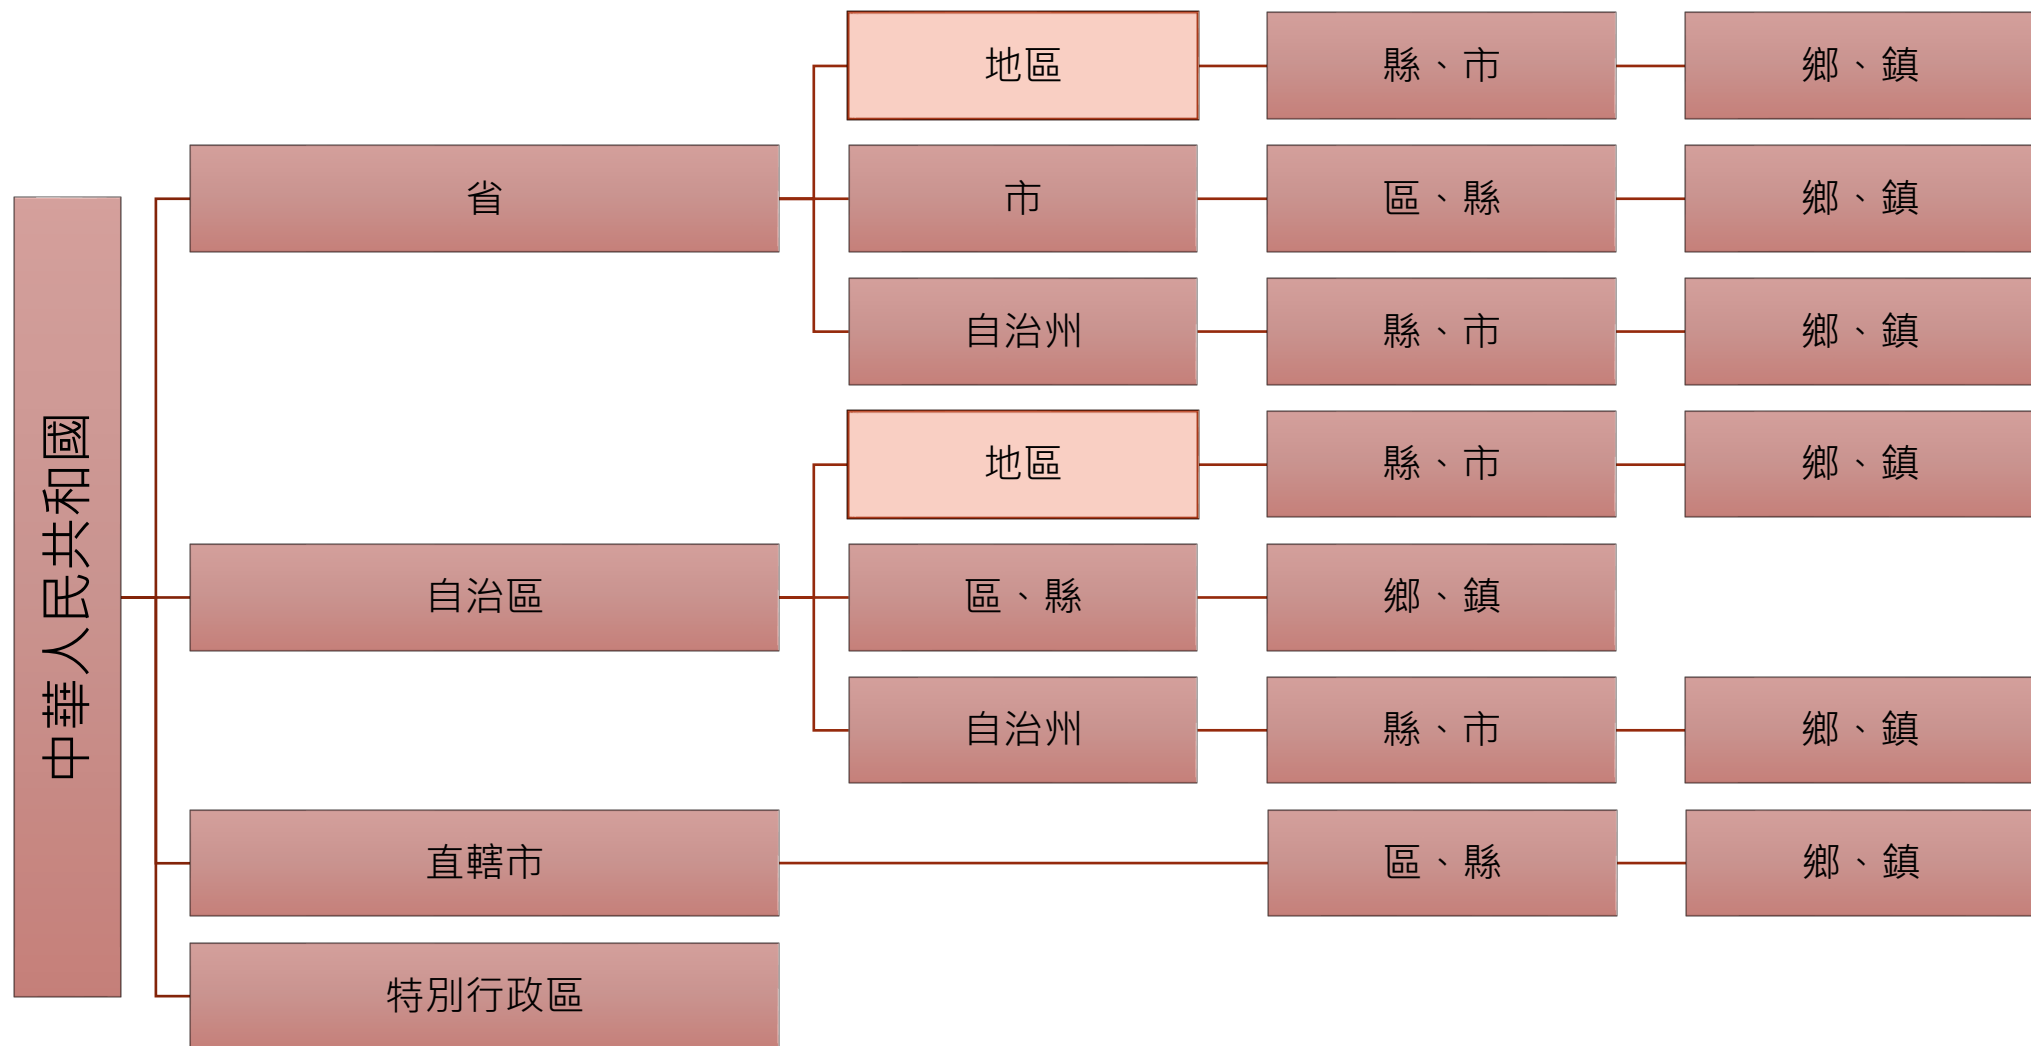 中華人民共和國
省
地區
縣、市
鄉、鎮
市
區、縣
鄉、鎮
自治州
縣、市
鄉、鎮
自治區
地區
縣、市
鄉、鎮
區、縣
鄉、鎮
自治州
縣、市
鄉、鎮
直轄市
區、縣
鄉、鎮
特別行政區